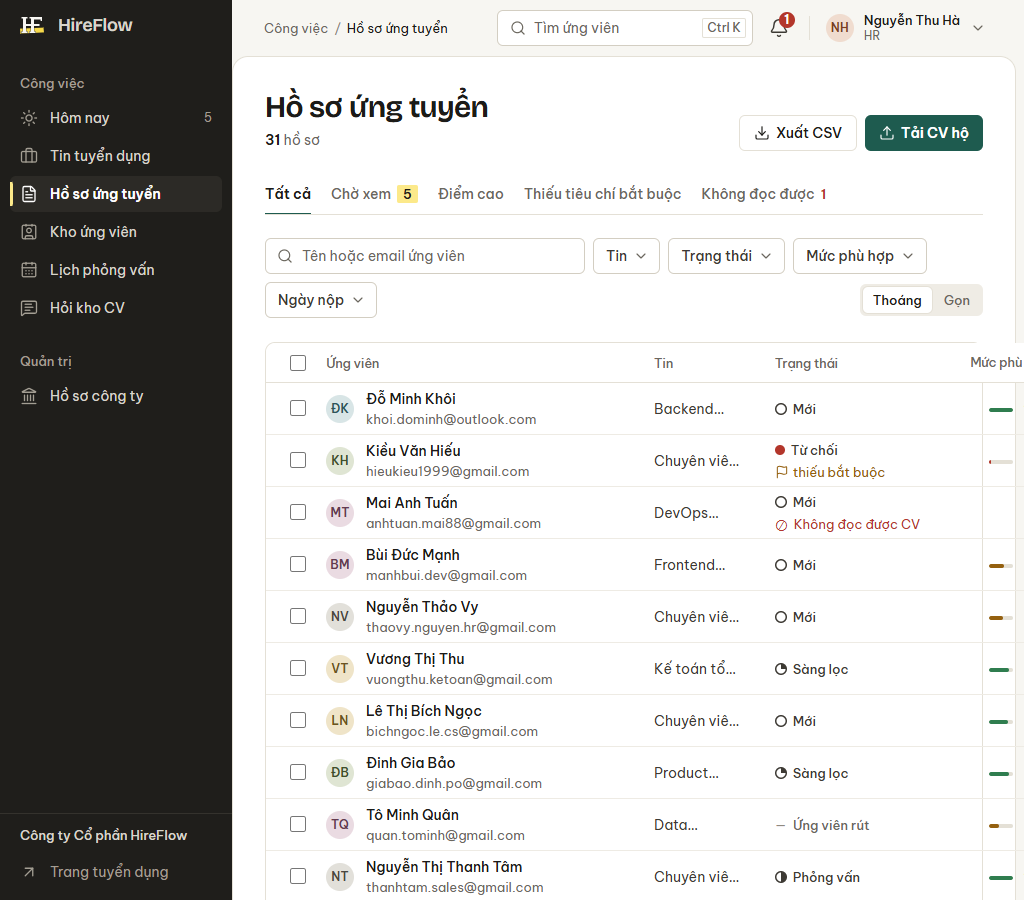 HireFlow
Công việc
Hôm nay 5
Tin tuyển dụng
Hồ sơ ứng tuyển
Kho ứng viên
Lịch phỏng vấn
Hỏi kho CV
Quản trị
Hồ sơ công ty
Công ty Cổ phần HireFlow
Trang tuyển dụng
Công việc / Hồ sơ ứng tuyển
Tìm ứng viên Ctrl K
1
NH
Nguyễn Thu Hà
HR
Hồ sơ ứng tuyển
31 hồ sơ
Xuất CSV
Tải CV hộ
Tất cả Chờ xem 5 Điểm cao Thiếu tiêu chí bắt buộc Không đọc được 1
Tên hoặc email ứng viên Tin Trạng thái Mức phù hợp
Ngày nộp Thoáng Gọn
Ứng viên Tin Trạng thái Mức phù
ĐK Đỗ Minh Khôi
khoi.dominh@outlook.com
Backend... Mới
KH Kiều Văn Hiếu
hieukieu1999@gmail.com
Chuyên viê... Từ chối
thiếu bắt buộc
MT Mai Anh Tuấn
anhtuan.mai88@gmail.com
DevOps... Mới
Không đọc được CV
BM Bùi Đức Mạnh
manhbui.dev@gmail.com
Frontend... Mới
NV Nguyễn Thảo Vy
thaovy.nguyen.hr@gmail.com
Chuyên viê... Mới
VT Vương Thị Thu
vuongthu.ketoan@gmail.com
Kế toán tổ... Sàng lọc
LN Lê Thị Bích Ngọc
bichngoc.le.cs@gmail.com
Chuyên viê... Mới
ĐB Đinh Gia Bảo
giabao.dinh.po@gmail.com
Product... Sàng lọc
TQ Tô Minh Quân
quan.tominh@gmail.com
Data... Ứng viên rút
NT Nguyễn Thị Thanh Tâm
thanhtam.sales@gmail.com
Chuyên viê... Phỏng vấn